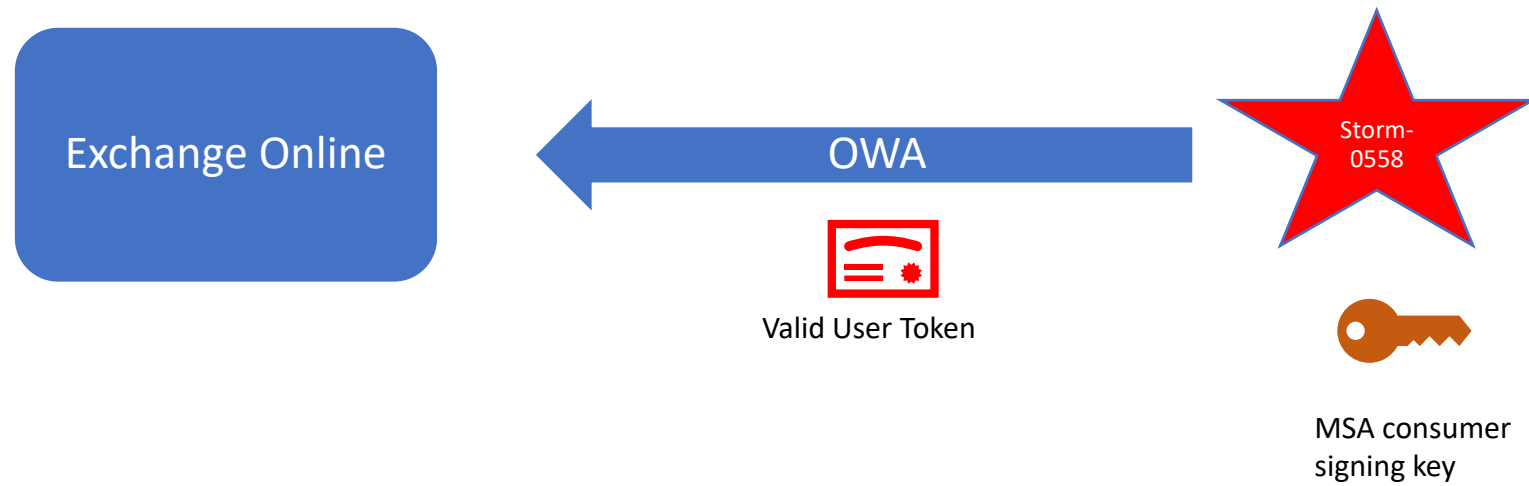 Exchange Online
OWA
Storm-
0558
Valid User Token
MSA consumer
signing key